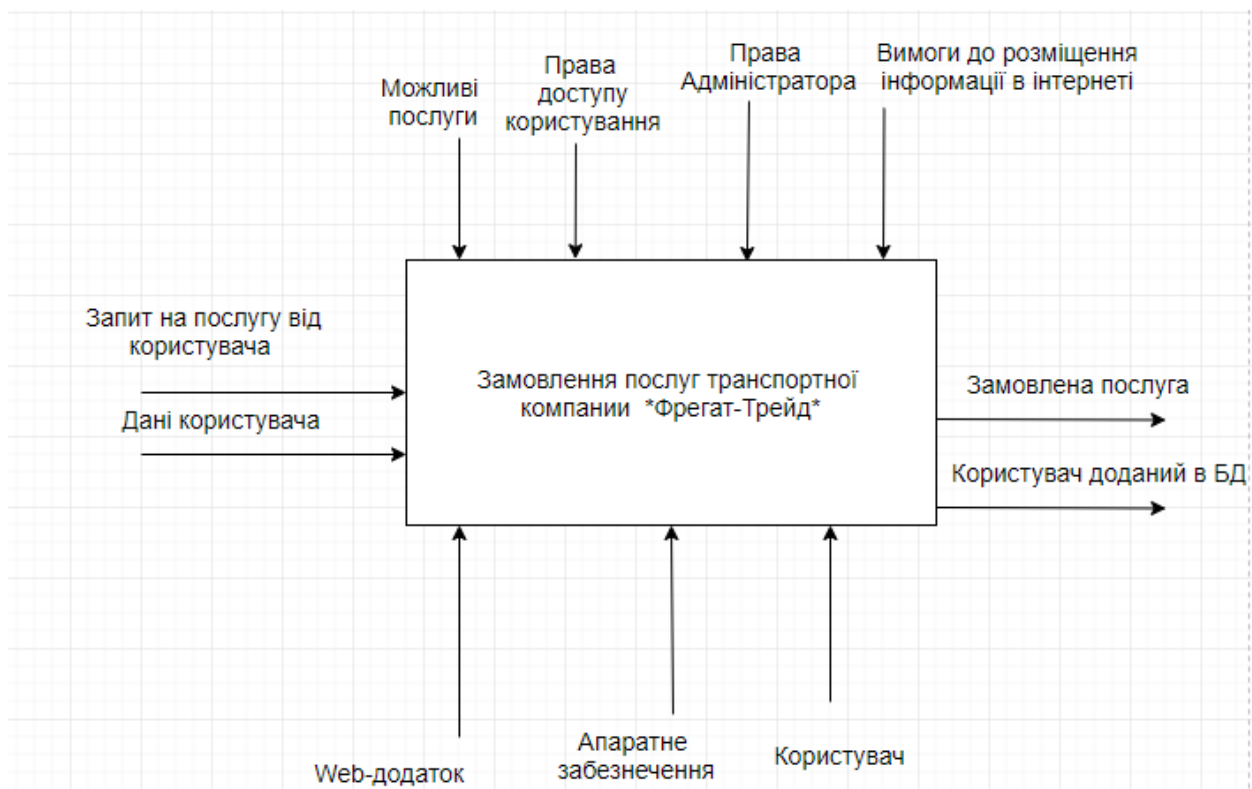 Можливі
послуги
Права
доступу
користування
Права
Адміністратора
Вимоги до розміщення
інформації в інтернеті
Запит на послугу від
користувача
Дані користувача
Замовлення послуг транспортної
компании *Фрегат-Трейд*
Замовлена послуга
Користувач доданий в БД
Web-додаток
Апаратне
забезнечення
Користувач